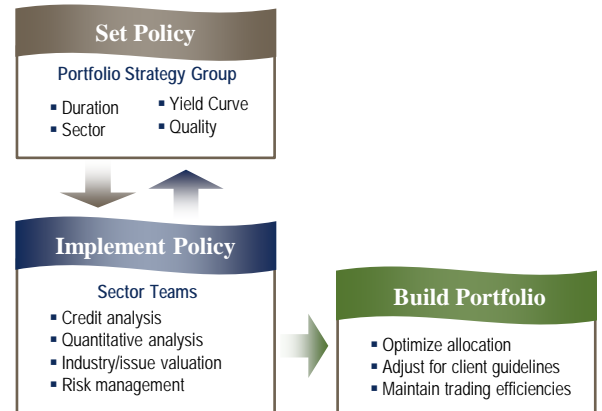 Set Policy
Portfolio Strategy Group
▪ Duration ▪ Yield Curve
▪ Sector ▪ Quality
Implement Policy
Sector Teams
▪ Credit analysis
▪ Quantitative analysis
▪ Industry/issue valuation
▪ Risk management
Build Portfolio
▪ Optimize allocation
▪ Adjust for client guidelines
▪ Maintain trading efficiencies